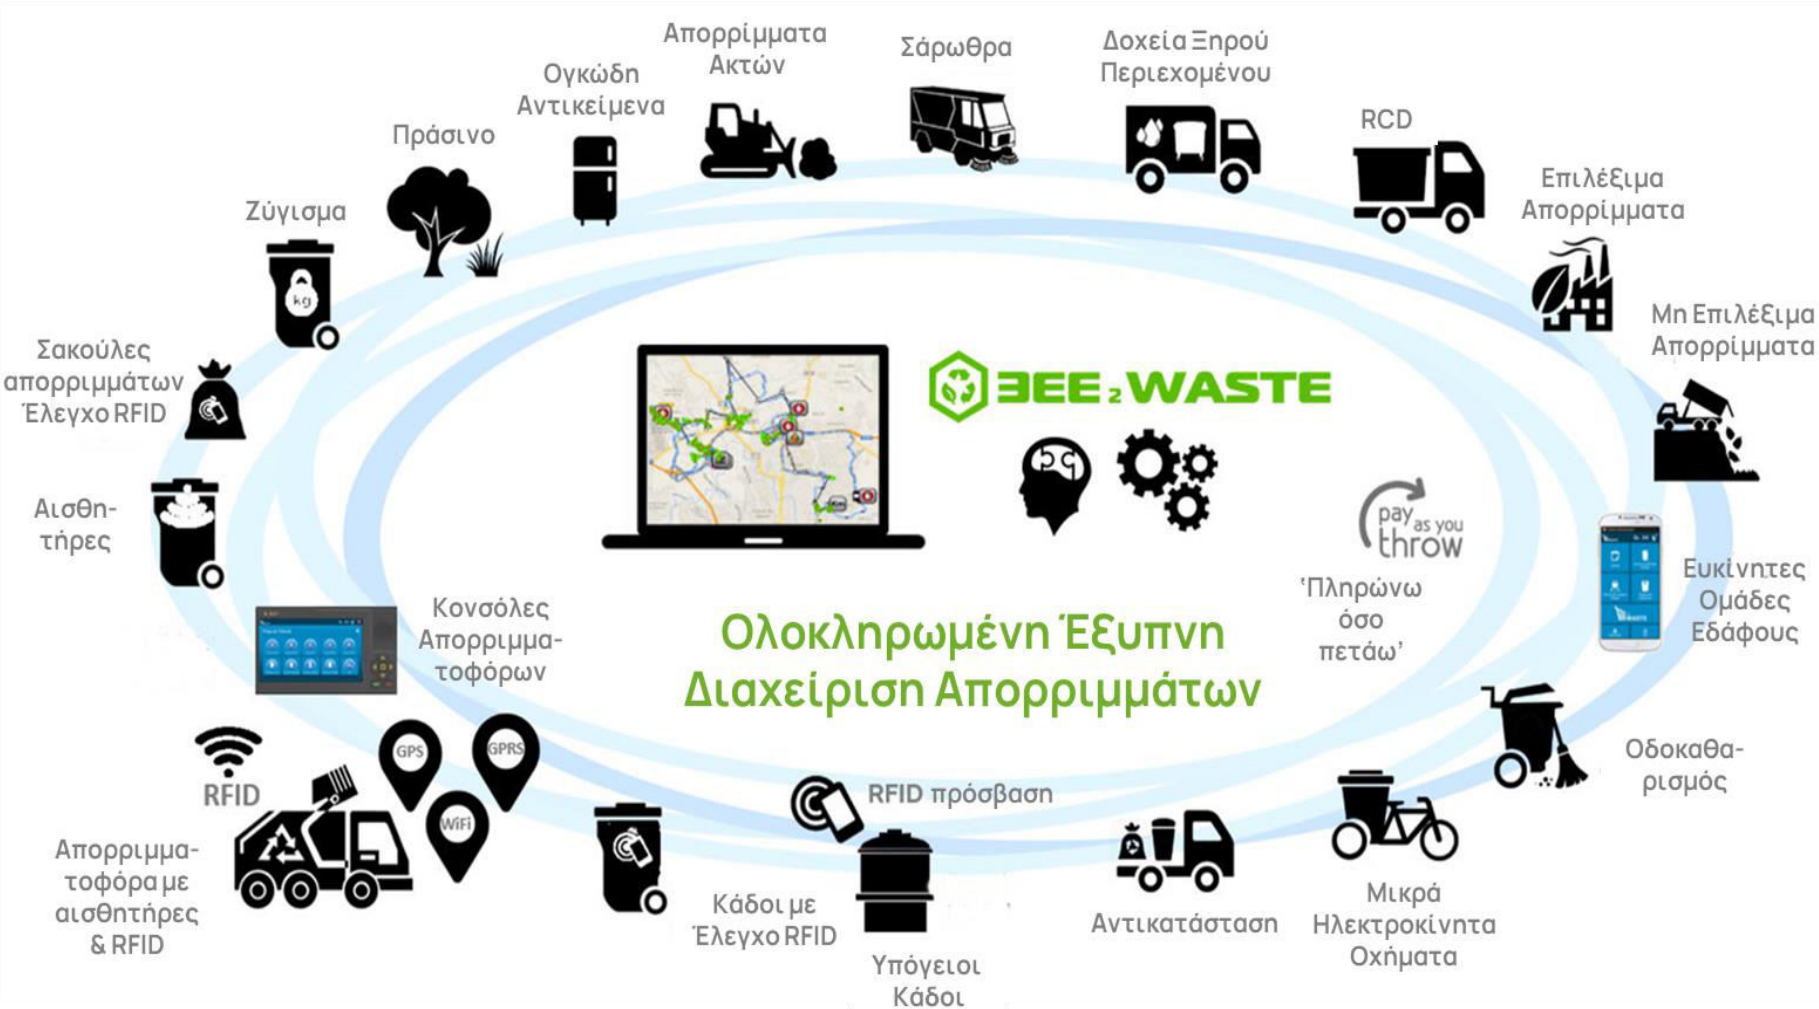 Απορρίμματα
Ακτών
Σάρωθρα
Δοχεία Ξηρού
Περιεχομένου
Ογκώδη
Αντικείμενα
RCD
Πράσινο
Επιλέξιμα
Απορρίμματα
Ζύγισμα
kg
Μη Επιλέξιμα
Απορρίμματα
Σακούλες
απορριμμάτων
Έλεγχο RFID
BEE2WASTE
Αισθη-
τήρες
pay as you
throw
‘Πληρώνω
όσο
πετάω’
Ευκίνητες
Ομάδες
Εδάφους
Κονσόλες
Απορριμμα-
τοφόρων
Ολοκληρωμένη Έξυπνη
Διαχείριση Απορριμμάτων
Οδοκαθα-
ρισμός
RFID
GPS
GPRS
WiFi
RFID πρόσβαση
Απορριμμα-
τοφόρα με
αισθητήρες
& RFID
Κάδοι με
Έλεγχο RFID
Υπόγειοι
Κάδοι
Αντικατάσταση
Μικρά
Ηλεκτροκίνητα
Οχήματα